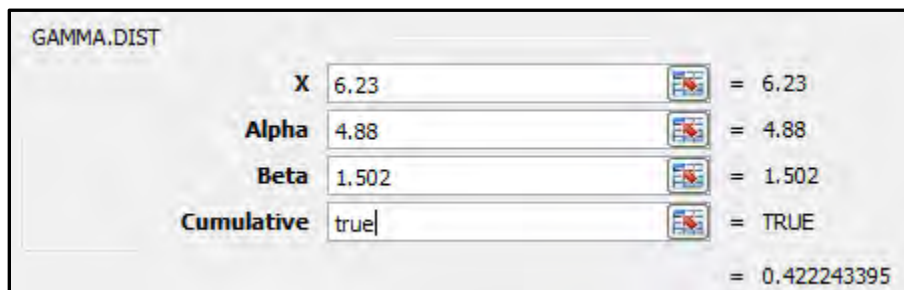 GAMMA.DIST
X 6.23 = 6.23
Alpha 4.88 = 4.88
Beta 1.502 = 1.502
Cumulative true = TRUE
= 0.422243395